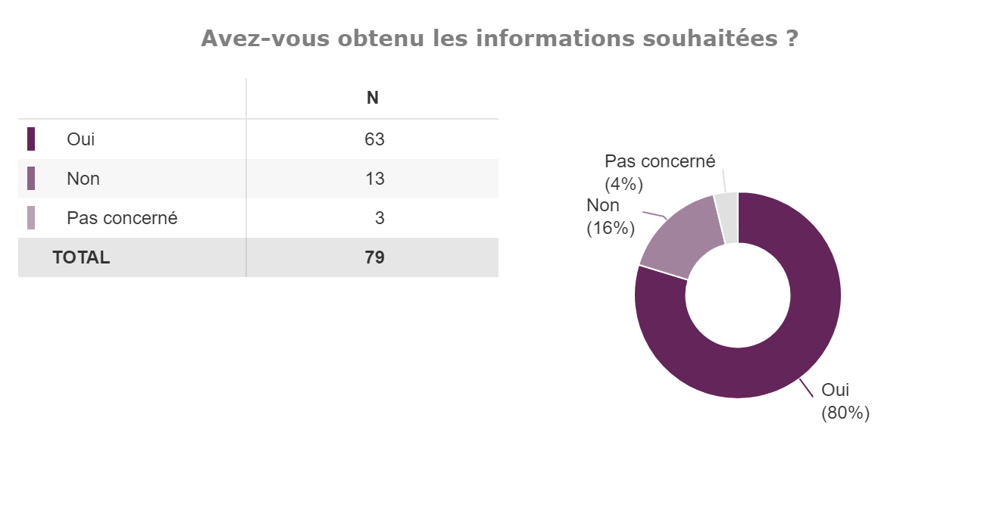 Avez-vous obtenu les informations souhaitées ?
N
Oui 63
Non 13
Pas concerné 3
TOTAL 79
Pas concerné
(4%)
Non
(16%)
Oui
(80%)